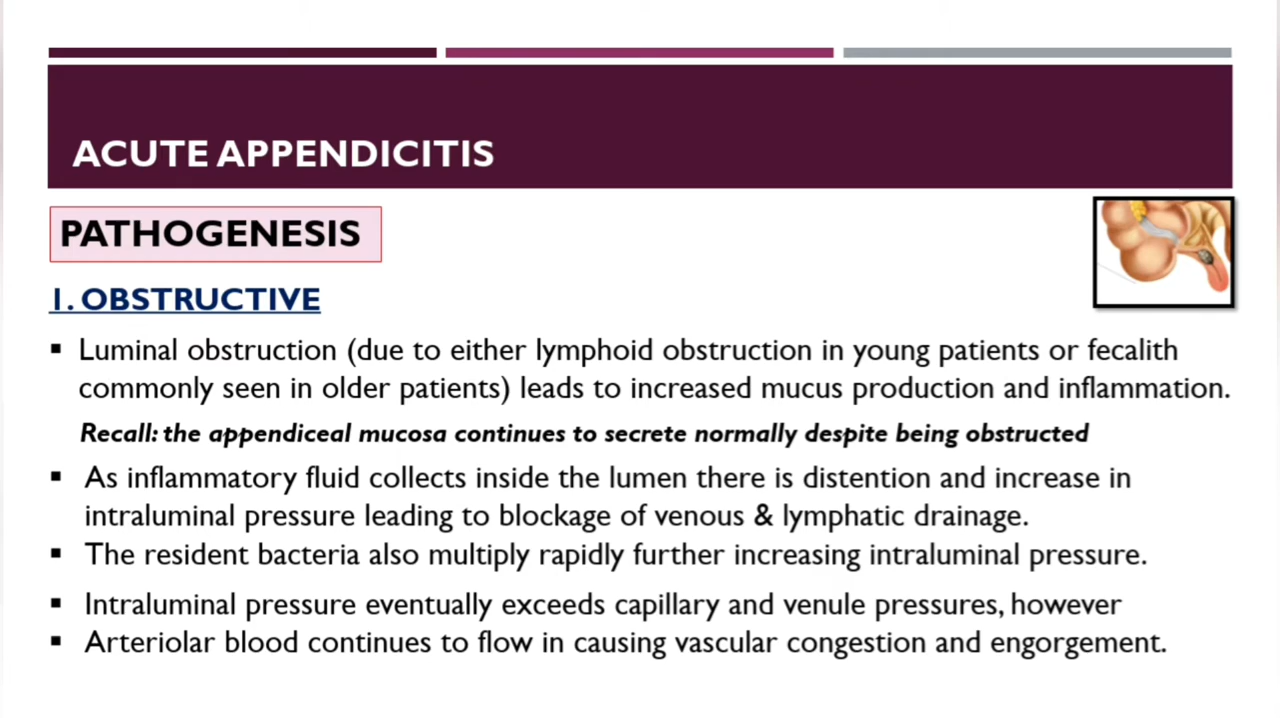 ACUTE APPENDICITIS
PATHOGENESIS
1. OBSTRUCTIVE
▪ Luminal obstruction (due to either lymphoid obstruction in young patients or fecalith
commonly seen in older patients) leads to increased mucus production and inflammation.
Recall: the appendiceal mucosa continues to secrete normally despite being obstructed
▪ As inflammatory fluid collects inside the lumen there is distention and increase in
intraluminal pressure leading to blockage of venous & lymphatic drainage.
▪ The resident bacteria also multiply rapidly further increasing intraluminal pressure.
▪ Intraluminal pressure eventually exceeds capillary and venule pressures, however
▪ Arteriolar blood continues to flow in causing vascular congestion and engorgement.